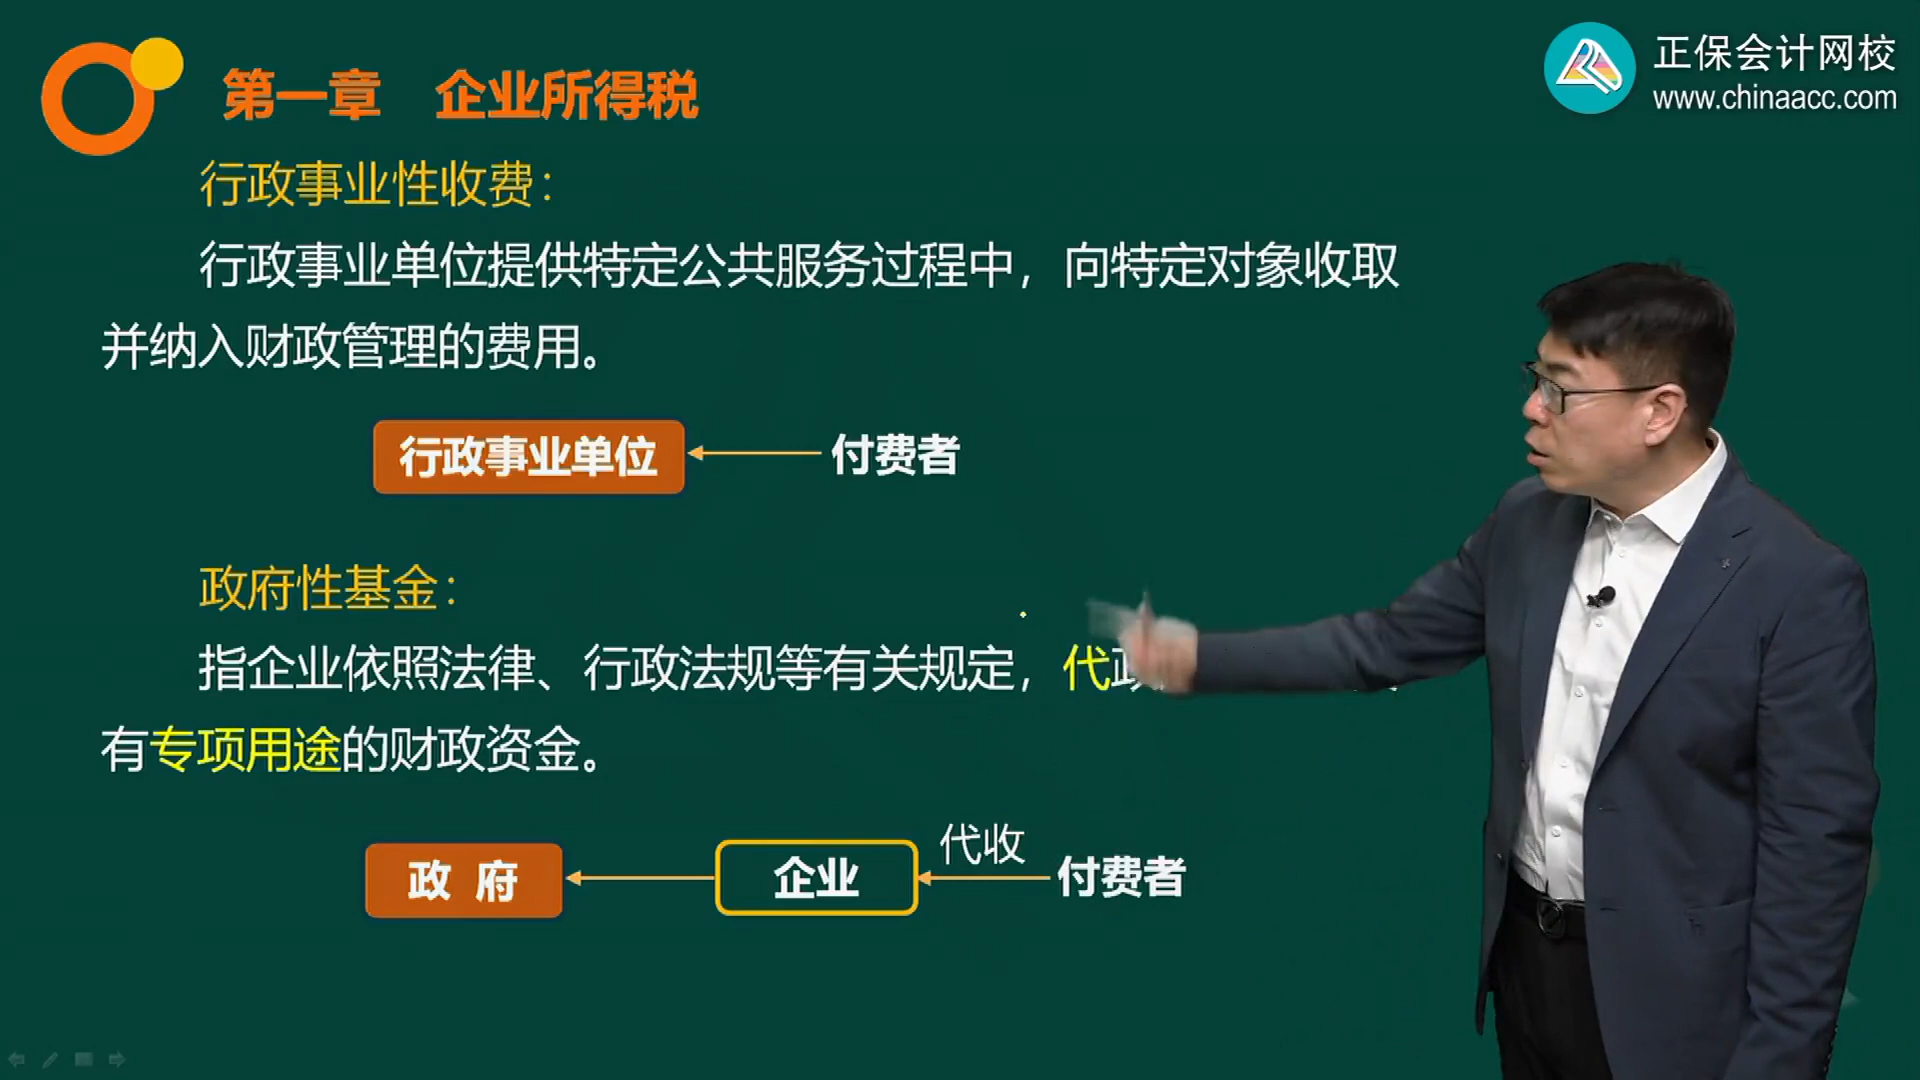 正保会计网校
www.chinaacc.com
第一章 企业所得税
行政事业性收费：
行政事业单位提供特定公共服务过程中，向特定对象收取
并纳入财政管理的费用。
行政事业单位
付费者
政府性基金：
指企业依照法律、行政法规等有关规定，代政
有专项用途的财政资金。
政 府
企业
代收
付费者